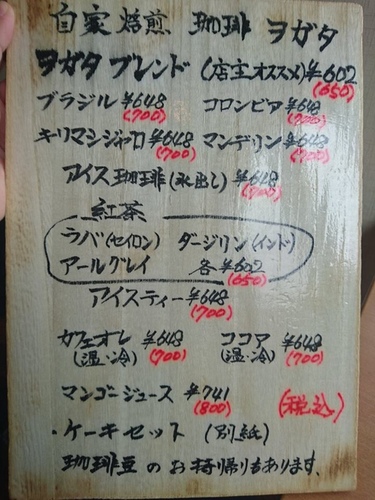 自家焙煎 珈琲 ヨガタ
ヨガタ ブレンド (店主オススメ) ¥602
(650)
ブラジル ¥648 コロンビア ¥648
(700) (700)
キリマンジャロ ¥648 マンデリン ¥648
(700) (700)
アイス珈琲 (水出し) ¥648
(700)
紅茶
ラバ(セイロン) ダージリン(インド)
アールグレイ 各¥602
(650)
アイスティー ¥648
(700)
カフェオレ ¥648 ココア ¥648
(温・冷) (700) (温・冷) (700)
マンゴージュース ¥741
(800) (税込)
・ケーキセット (別紙)
珈琲豆のお持帰りもあります、